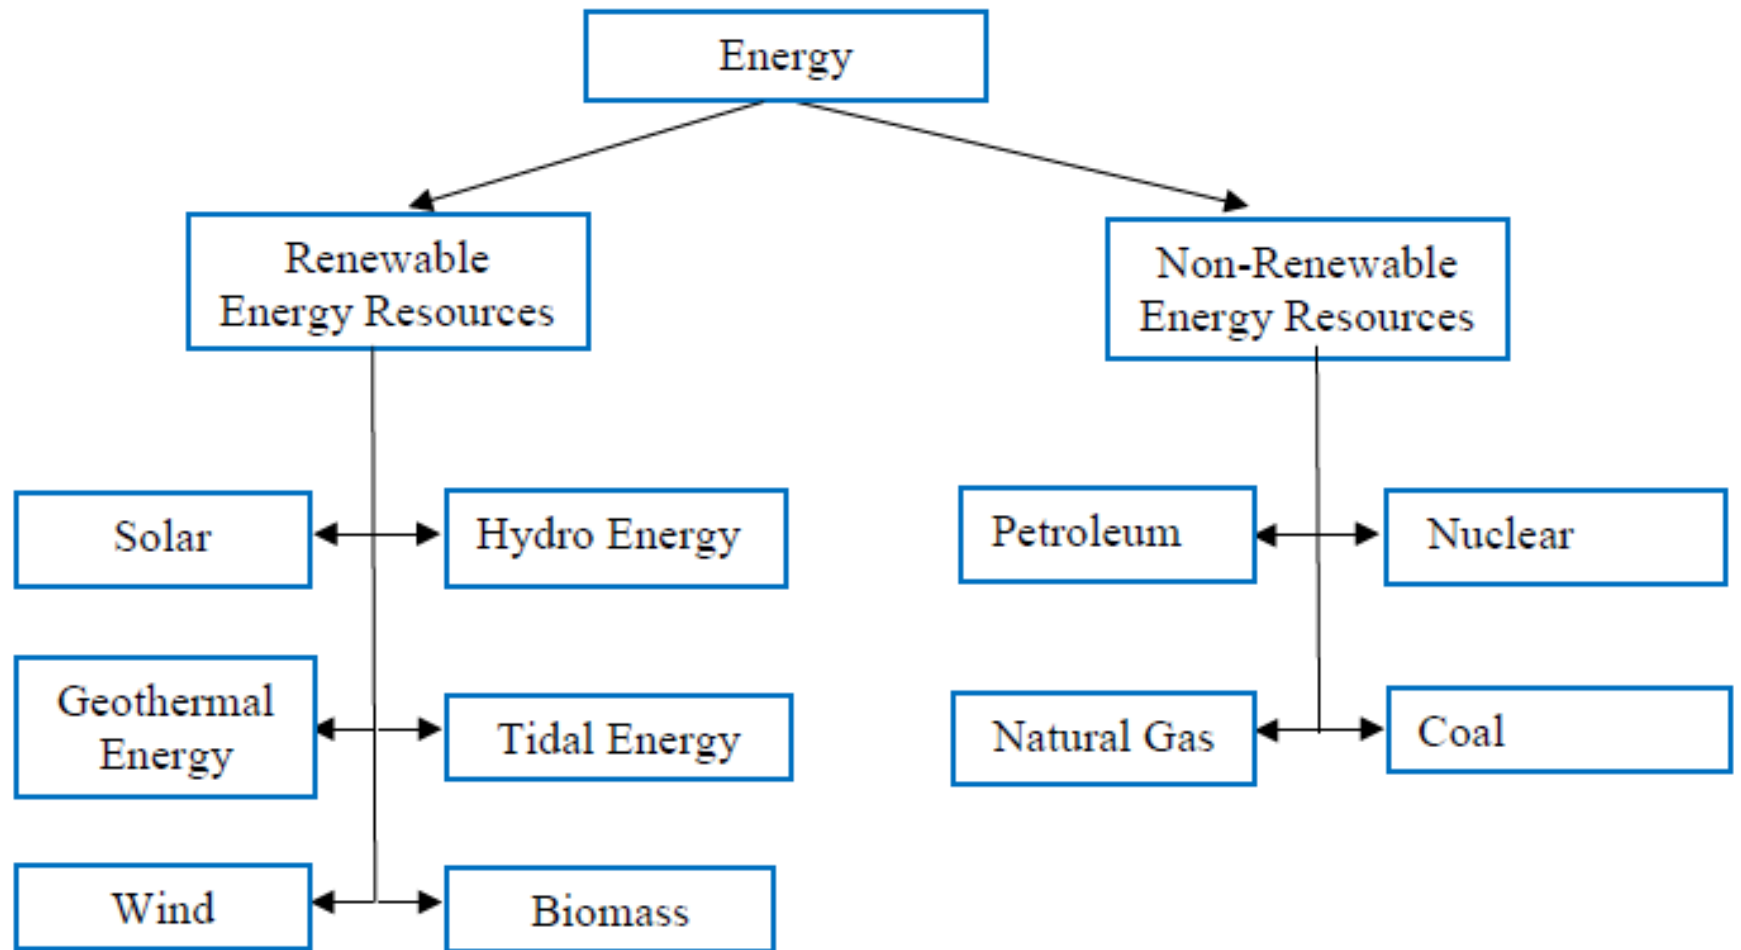 Energy
Renewable
Energy Resources
Non-Renewable
Energy Resources
Solar
Hydro Energy
Petroleum
Nuclear
Geothermal
Energy
Tidal Energy
Natural Gas
Coal
Wind
Biomass